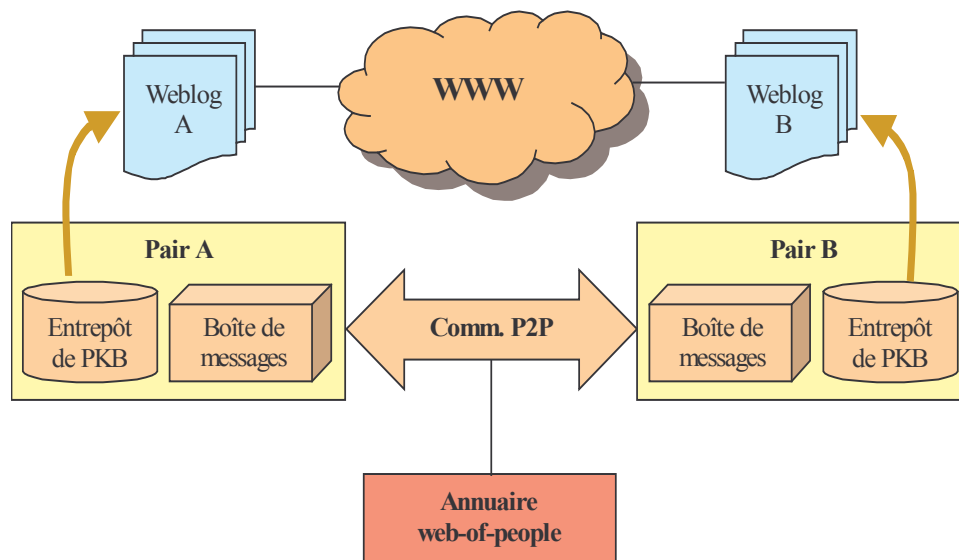 Weblog
A
WWW
Weblog
B
Pair A
Entrepôt
de PKB
Boîte de
messages
Comm. P2P
Pair B
Boîte de
messages
Entrepôt
de PKB
Annuaire
web-of-people